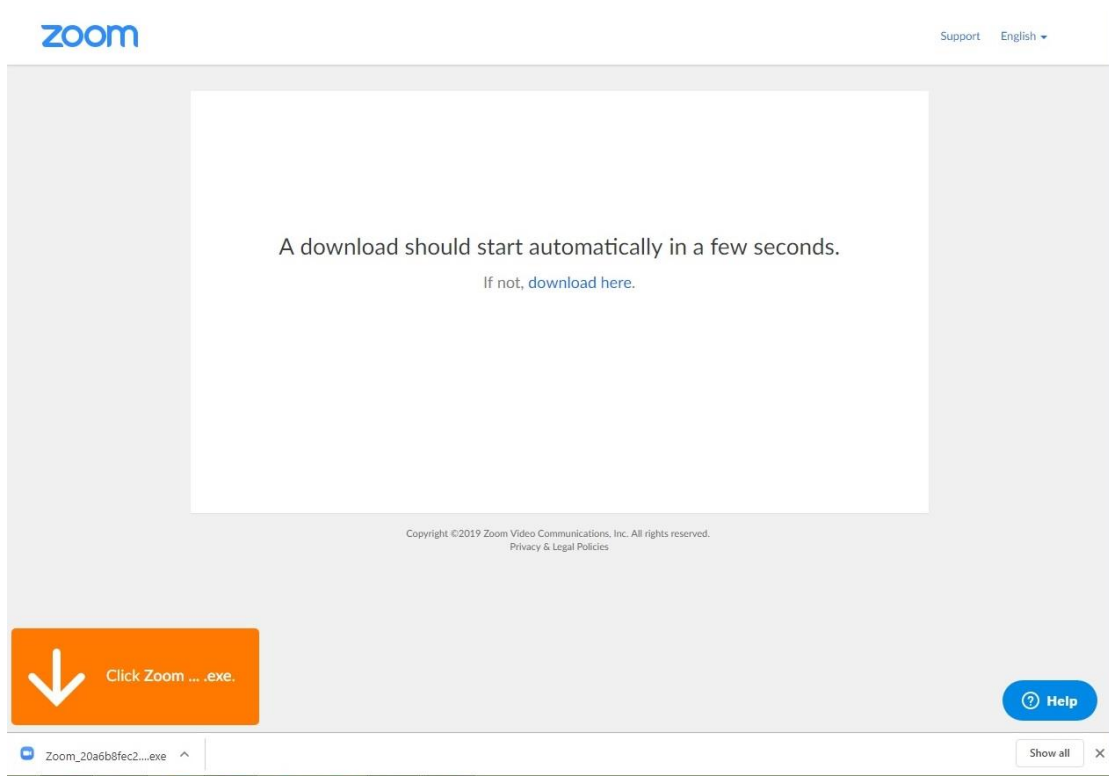 zoom
Support English
A download should start automatically in a few seconds.
If not, download here.
Copyright ©2019 Zoom Video Communications, Inc. All rights reserved.
Privacy & Legal Policies
Click Zoom ... .exe.
? Help
Zoom_20a6b8fec2....exe
Show all